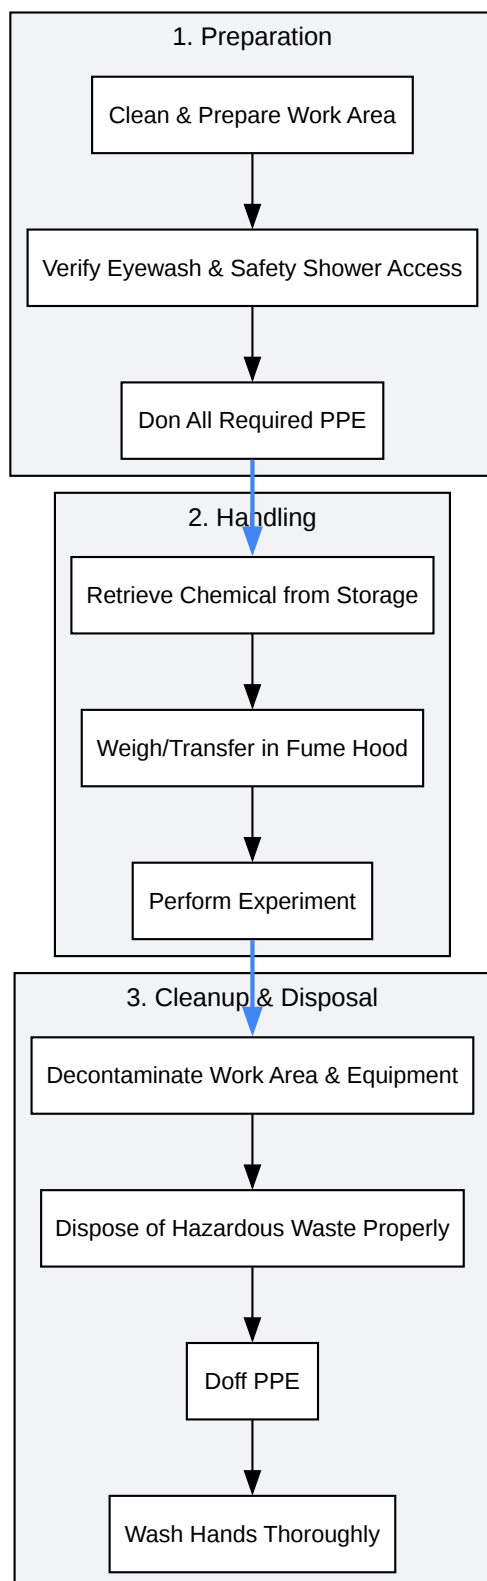 1. Preparation
Clean & Prepare Work Area
Verify Eyewash & Safety Shower Access
Don All Required PPE
2. Handling
Retrieve Chemical from Storage
Weigh/Transfer in Fume Hood
Perform Experiment
3. Cleanup & Disposal
Decontaminate Work Area & Equipment
Dispose of Hazardous Waste Properly
Doff PPE
Wash Hands Thoroughly